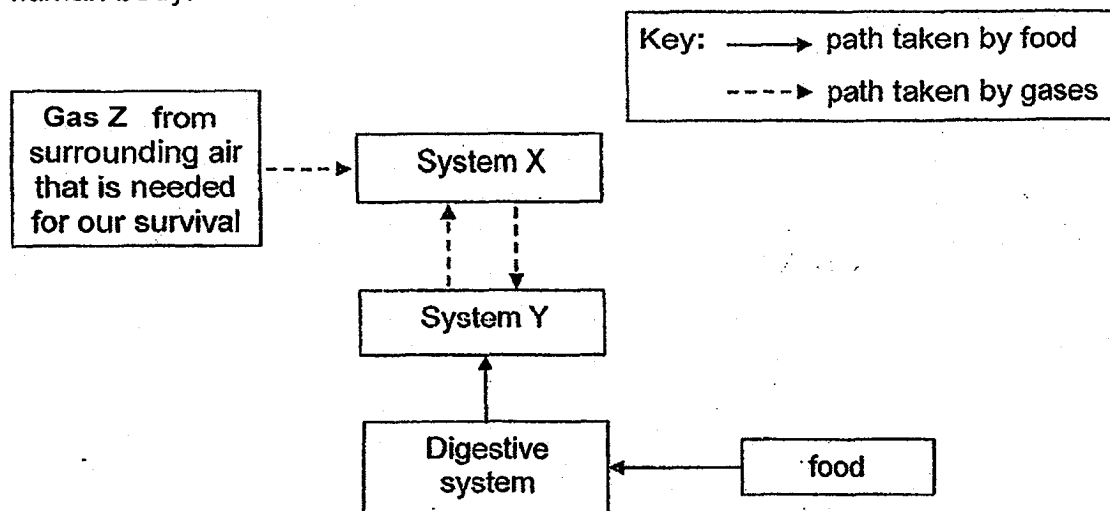 Key: path taken by food
path taken by gases
Gas Z from
surrounding air
that is needed
for our survival
System X
System Y
Digestive
system
food